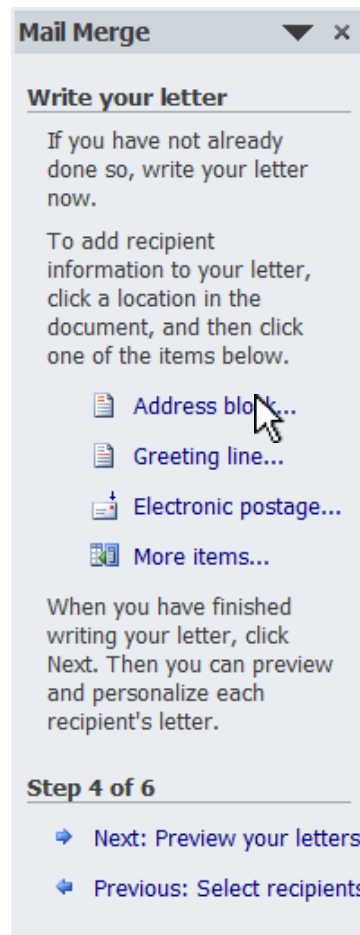 Mail Merge
Write your letter
If you have not already
done so, write your letter
now.
To add recipient
information to your letter,
click a location in the
document, and then click
one of the items below.
Address block...
Greeting line...
Electronic postage...
More items...
When you have finished
writing your letter, click
Next. Then you can preview
and personalize each
recipient's letter.
Step 4 of 6
Next: Preview your letters
Previous: Select recipients